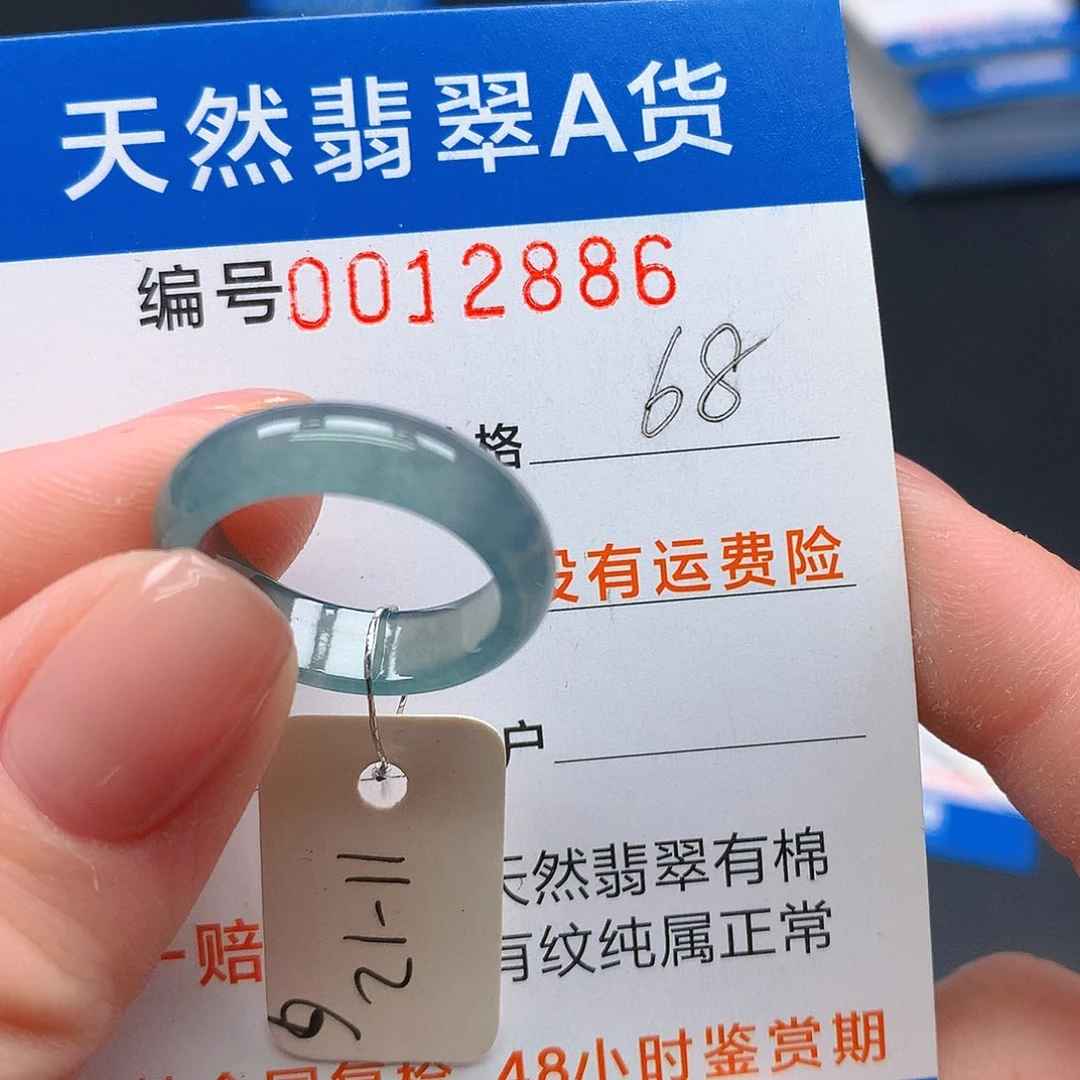 天然翡翠A货
编号0012886
格 68
没有运费险
户
天然翡翠有棉
一赔
有纹纯属正常
48小时鉴赏期
11-12